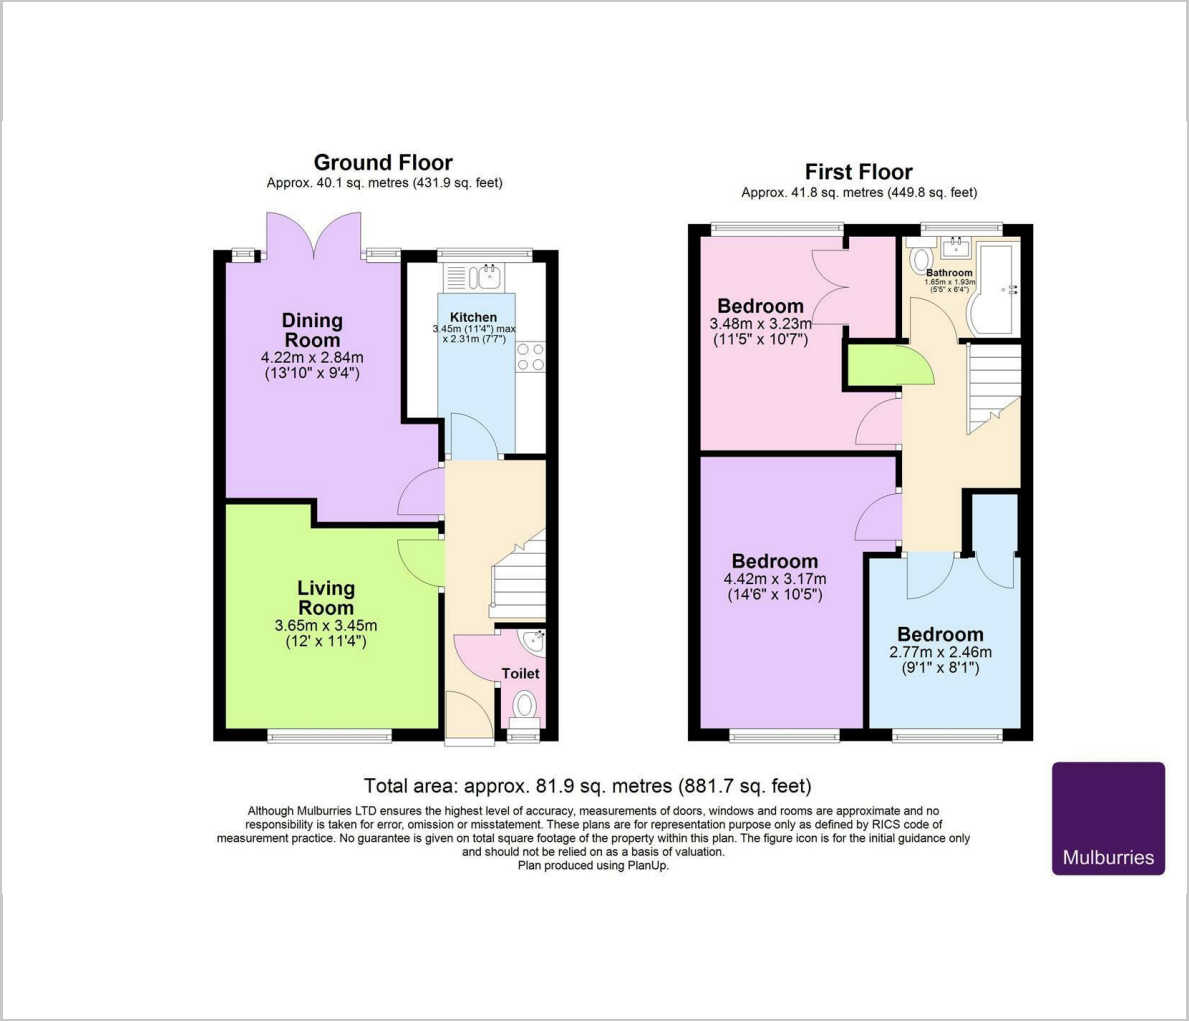 Ground Floor
Approx. 40.1 sq. metres (431.9 sq. feet)
Dining
Room
4.22m x 2.84m
(13'10" x 9'4")
Kitchen
3.45m (11'4") max
x 2.31m (7'7")
Living
Room
3.65m x 3.45m
(12' x 11'4")
Toilet
First Floor
Approx. 41.8 sq. metres (449.8 sq. feet)
Bedroom
3.48m x 3.23m
(11'5" x 10'7")
Bathroom
1.65m x 1.93m
(5'5" x 6'4")
Bedroom
4.42m x 3.17m
(14'6" x 10'5")
Bedroom
2.77m x 2.46m
(9'1" x 8'1")
Total area: approx. 81.9 sq. metres (881.7 sq. feet)
Although Mulburries LTD ensures the highest level of accuracy, measurements of doors, windows and rooms are approximate and no
responsibility is taken for error, omission or misstatement. These plans are for representation purpose only as defined by RICS code of
measurement practice. No guarantee is given on total square footage of the property within this plan. The figure icon is for the initial guidance only
and should not be relied on as a basis of valuation.
Plan produced using PlanUp.
Mulburries